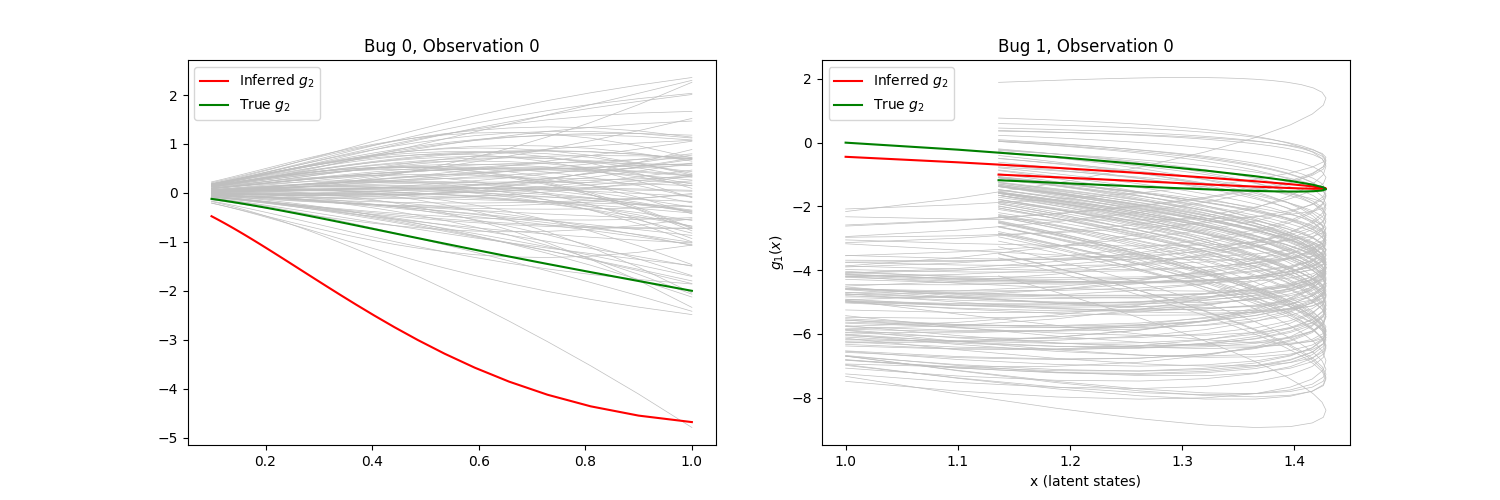 Bug 0, Observation 0
Inferred g₂
True g₂
2
1
0
−1
−2
−3
−4
−5
0.2 0.4 0.6 0.8 1.0
Bug 1, Observation 0
Inferred g₂
True g₂
2
0
−2
−4
−6
−8
g₁(x)
1.0 1.1 1.2 1.3 1.4
x (latent states)